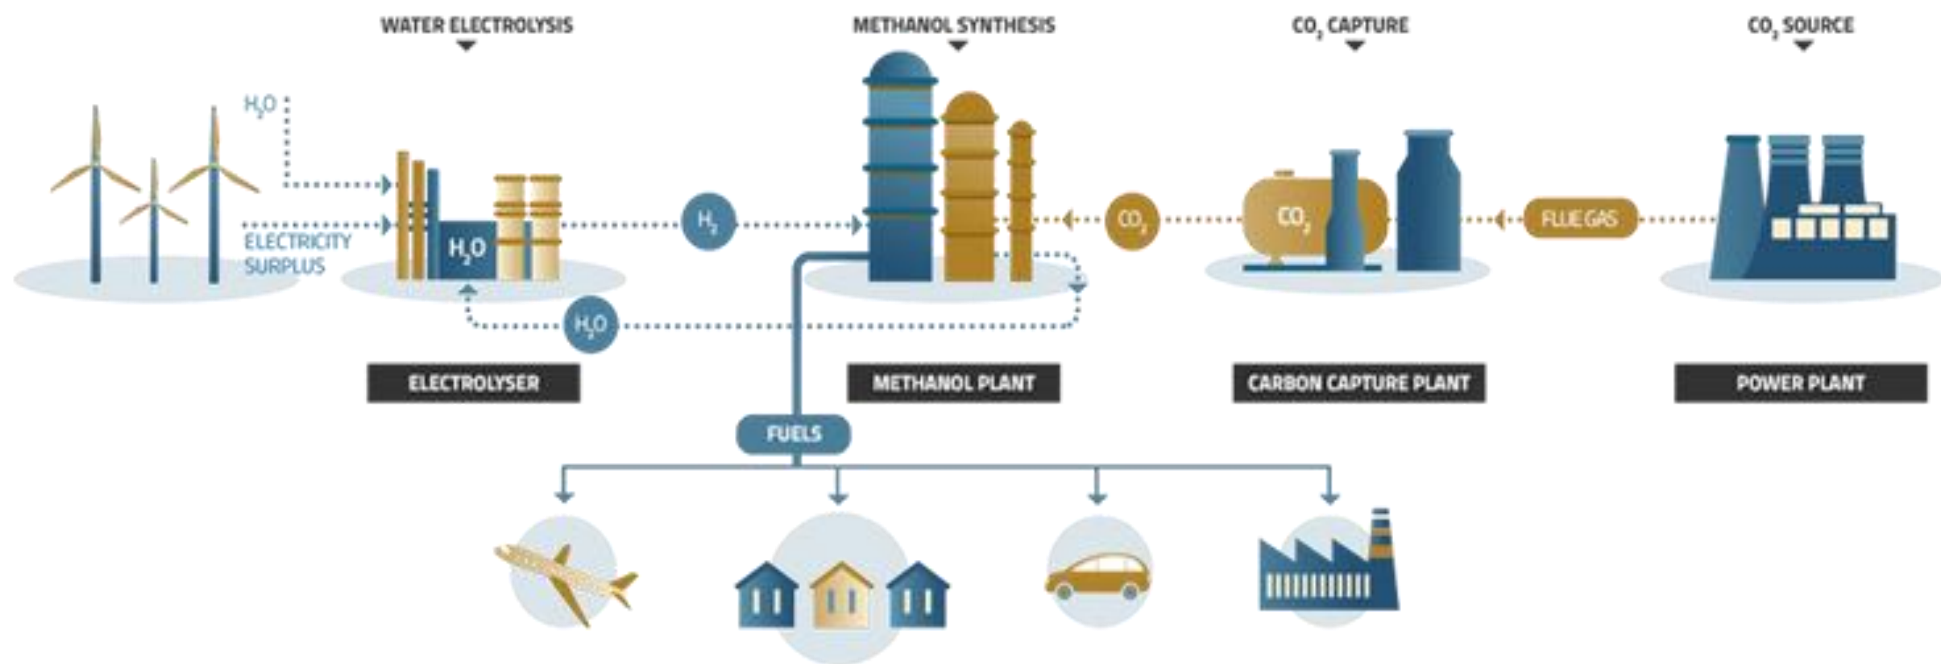 WATER ELECTROLYSIS
METHANOL SYNTHESIS
CO₂ CAPTURE
CO₂ SOURCE
H₂O
ELECTRICITY
SURPLUS
H₂O
H₂
CO₂
CO₂
FLUE GAS
H₂O
ELECTROLYSER
METHANOL PLANT
CARBON CAPTURE PLANT
POWER PLANT
FUELS